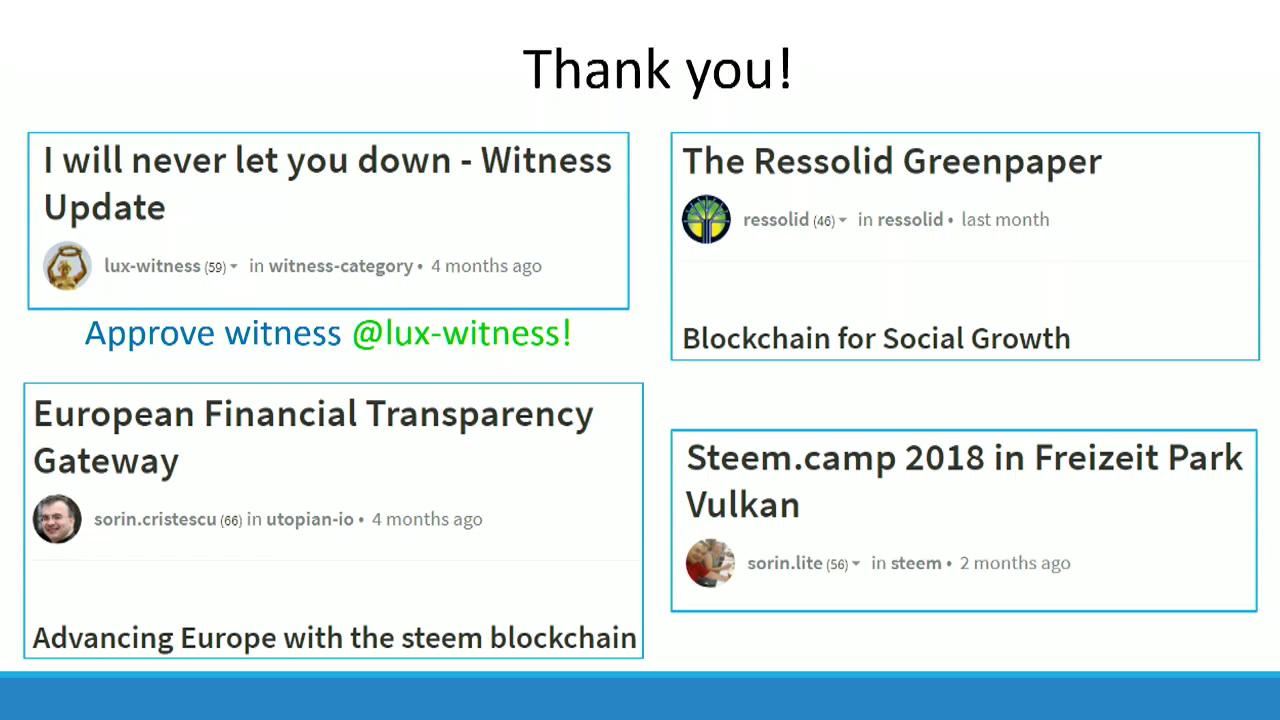 Thank you!
I will never let you down - Witness
Update
lux-witness (59) in witness-category • 4 months ago
Approve witness @lux-witness!
European Financial Transparency
Gateway
sorin.cristescu (66) in utopian-io • 4 months ago
Advancing Europe with the steem blockchain
The Ressolid Greenpaper
ressolid (46) in ressolid • last month
Blockchain for Social Growth
Steem.camp 2018 in Freizeit Park
Vulkan
sorin.lite (56) in steem • 2 months ago